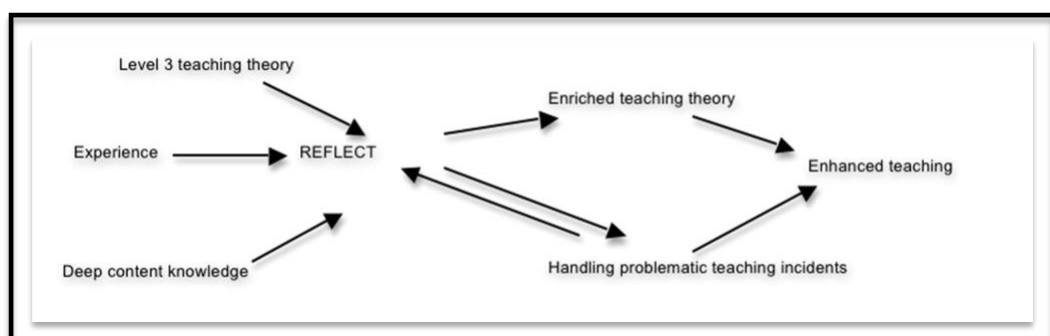 Level 3 teaching theory
Enriched teaching theory
Experience
REFLECT
Enhanced teaching
Deep content knowledge
Handling problematic teaching incidents